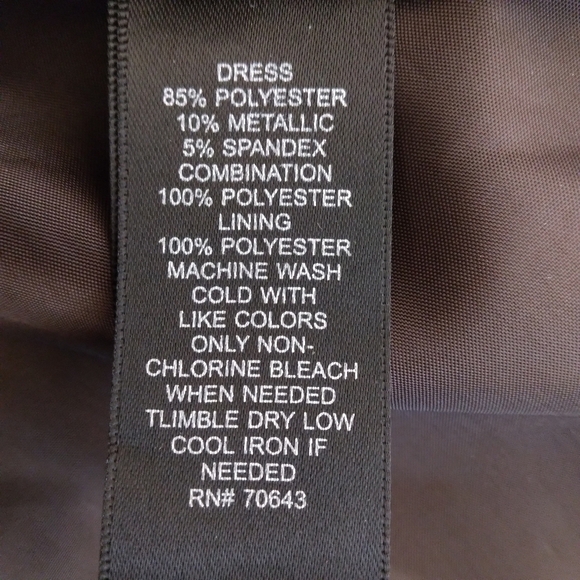 DRESS
85% POLYESTER
10% METALLIC
5% SPANDEX
COMBINATION
100% POLYESTER
LINING
100% POLYESTER
MACHINE WASH
COLD WITH
LIKE COLORS
ONLY NON-
CHLORINE BLEACH
WHEN NEEDED
TLIMBLE DRY LOW
COOL IRON IF
NEEDED
RN# 70643